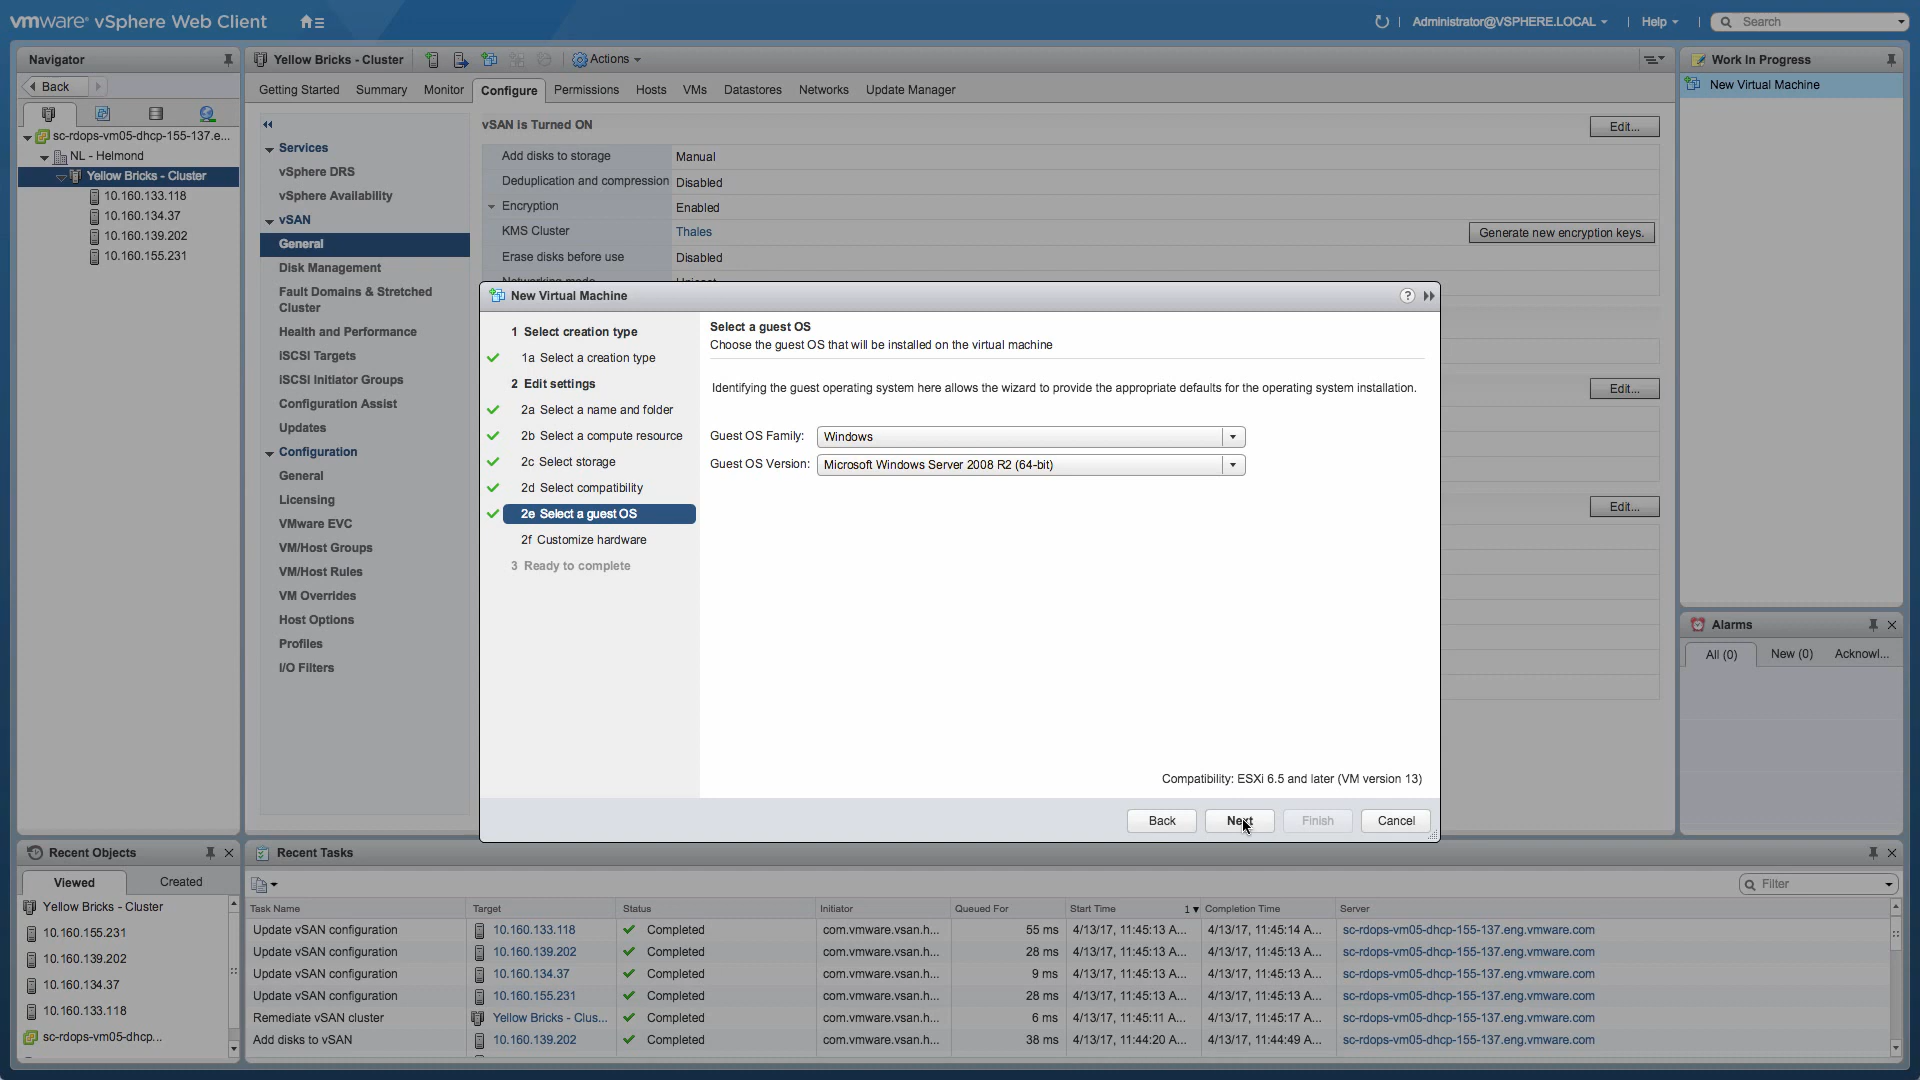 vmware® vSphere Web Client
Administrator@VSPHERE.LOCAL
Help
Search
Navigator
Back
sc-rdops-vm05-dhcp-155-137.e...
NL - Helmond
Yellow Bricks - Cluster
10.160.133.118
10.160.134.37
10.160.139.202
10.160.155.231
Yellow Bricks - Cluster
Actions
Getting Started
Summary
Monitor
Configure
Permissions
Hosts
VMs
Datastores
Networks
Update Manager
Services
vSphere DRS
vSphere Availability
vSAN
General
Disk Management
Fault Domains & Stretched
Cluster
Health and Performance
iSCSI Targets
iSCSI Initiator Groups
Configuration Assist
Updates
Configuration
General
Licensing
VMware EVC
VM/Host Groups
VM/Host Rules
VM Overrides
Host Options
Profiles
I/O Filters
vSAN Is Turned ON
Edit...
Add disks to storage Manual
Deduplication and compression Disabled
Encryption Enabled
KMS Cluster Thales
Generate new encryption keys.
Erase disks before use Disabled
Edit...
Edit...
New Virtual Machine
?
1 Select creation type
1a Select a creation type
2 Edit settings
2a Select a name and folder
2b Select a compute resource
2c Select storage
2d Select compatibility
2e Select a guest OS
2f Customize hardware
3 Ready to complete
Select a guest OS
Choose the guest OS that will be installed on the virtual machine
Identifying the guest operating system here allows the wizard to provide the appropriate defaults for the operating system installation.
Guest OS Family: Windows
Guest OS Version: Microsoft Windows Server 2008 R2 (64-bit)
Compatibility: ESXi 6.5 and later (VM version 13)
Back
Next
Finish
Cancel
Work In Progress
New Virtual Machine
Alarms
All (0)
New (0)
Acknowl...
Recent Objects
Viewed
Created
Yellow Bricks - Cluster
10.160.155.231
10.160.139.202
10.160.134.37
10.160.133.118
sc-rdops-vm05-dhcp...
Recent Tasks
Filter
Task Name Target Status Initiator Queued For Start Time 1 Completion Time Server
Update vSAN configuration 10.160.133.118 Completed com.vmware.vsan.h... 55 ms 4/13/17, 11:45:13 A... 4/13/17, 11:45:14 A... sc-rdops-vm05-dhcp-155-137.eng.vmware.com
Update vSAN configuration 10.160.139.202 Completed com.vmware.vsan.h... 28 ms 4/13/17, 11:45:13 A... 4/13/17, 11:45:13 A... sc-rdops-vm05-dhcp-155-137.eng.vmware.com
Update vSAN configuration 10.160.134.37 Completed com.vmware.vsan.h... 9 ms 4/13/17, 11:45:13 A... 4/13/17, 11:45:13 A... sc-rdops-vm05-dhcp-155-137.eng.vmware.com
Update vSAN configuration 10.160.155.231 Completed com.vmware.vsan.h... 28 ms 4/13/17, 11:45:13 A... 4/13/17, 11:45:13 A... sc-rdops-vm05-dhcp-155-137.eng.vmware.com
Remediate vSAN cluster Yellow Bricks - Clus... Completed com.vmware.vsan.h... 6 ms 4/13/17, 11:45:11 A... 4/13/17, 11:45:17 A... sc-rdops-vm05-dhcp-155-137.eng.vmware.com
Add disks to vSAN 10.160.139.202 Completed com.vmware.vsan.h... 38 ms 4/13/17, 11:44:20 A... 4/13/17, 11:44:49 A... sc-rdops-vm05-dhcp-155-137.eng.vmware.com